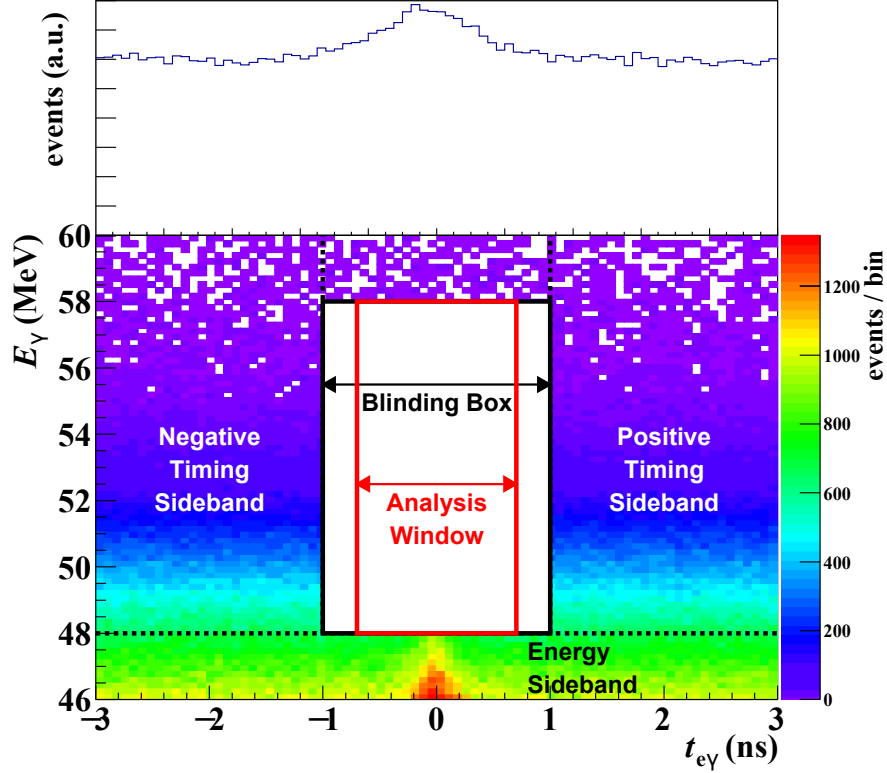 events (a.u.)
60
58
56
54
52
50
48
46
Eγ (MeV)
Blinding Box
Negative
Timing
Sideband
Positive
Timing
Sideband
Analysis
Window
Energy
Sideband
−3
−2
−1
0
1
2
3
teγ (ns)
1200
1000
800
600
400
200
0
events / bin